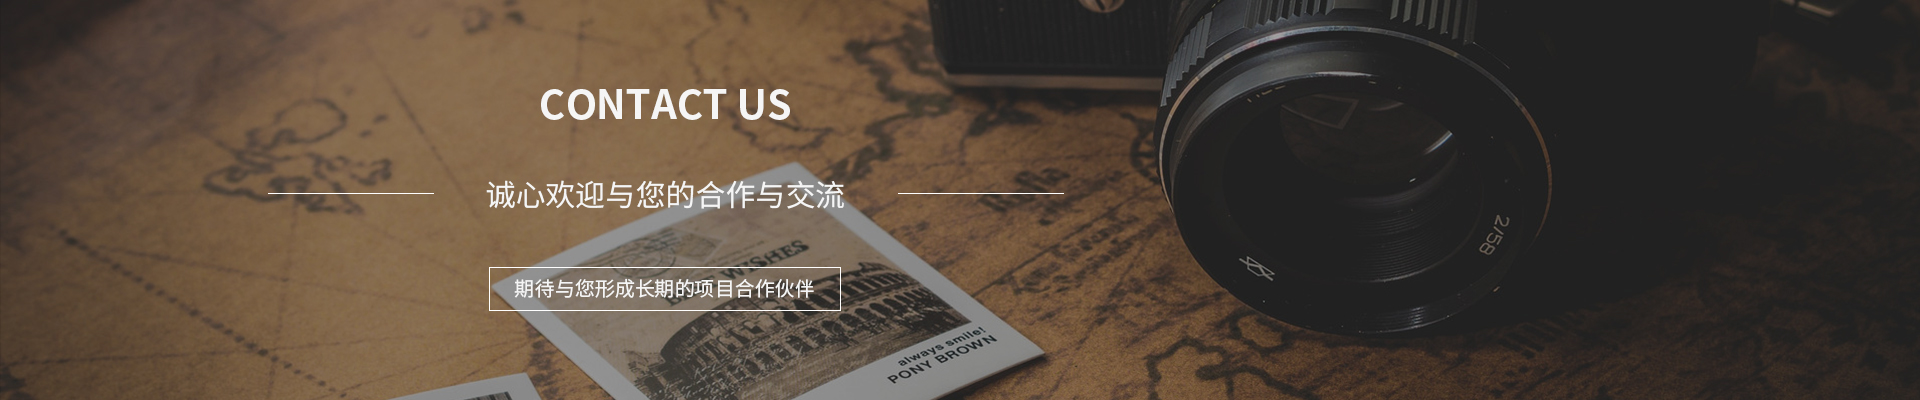 CONTACT US
诚心欢迎与您的合作与交流
期待与您形成长期的项目合作伙伴
WISHES
always smile!
PONY BROWN
2/58